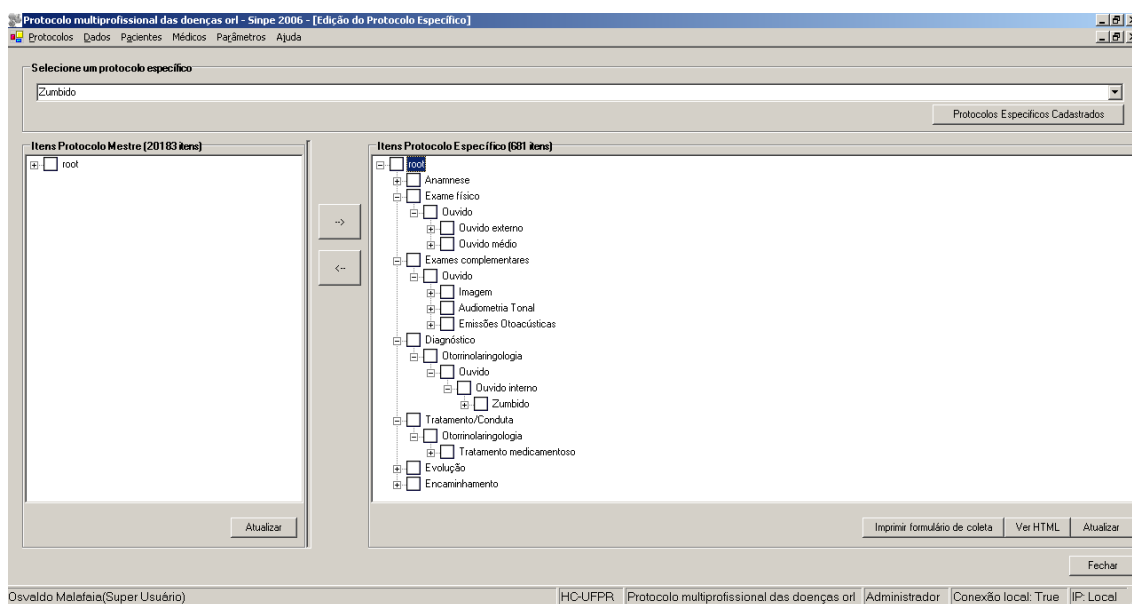 Protocolo multiprofissional das doenças orl - Sinpe 2006 - [Edição do Protocolo Específico]
Protocolos Dados Pacientes Médicos Parâmetros Ajuda
Selecione um protocolo específico
Zumbido
Protocolos Específicos Cadastrados
Itens Protocolo Mestre (20183 itens)
root
Atualizar
-->
<--
Itens Protocolo Específico (681 itens)
root
Anamnese
Exame físico
Ouvido
Ouvido externo
Ouvido médio
Exames complementares
Ouvido
Imagem
Audiometria Tonal
Emissões Otoacústicas
Diagnóstico
Otorrinolaringologia
Ouvido
Ouvido interno
Zumbido
Tratamento/Conduta
Otorrinolaringologia
Tratamento medicamentoso
Evolução
Encaminhamento
Imprimir formulário de coleta Ver HTML Atualizar
Fechar
Osvaldo Malafaia(Super Usuário) HC-UFPR Protocolo multiprofissional das doenças orl Administrador Conexão local: True IP: Local